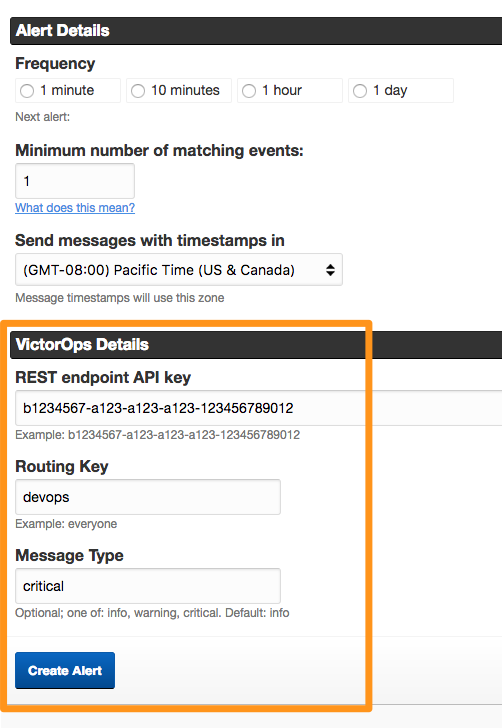 Alert Details
Frequency
1 minute 10 minutes 1 hour 1 day
Next alert:
Minimum number of matching events:
1
What does this mean?
Send messages with timestamps in
(GMT-08:00) Pacific Time (US & Canada)
Message timestamps will use this zone
VictorOps Details
REST endpoint API key
b1234567-a123-a123-a123-123456789012
Example: b1234567-a123-a123-a123-123456789012
Routing Key
devops
Example: everyone
Message Type
critical
Optional; one of: info, warning, critical. Default: info
Create Alert